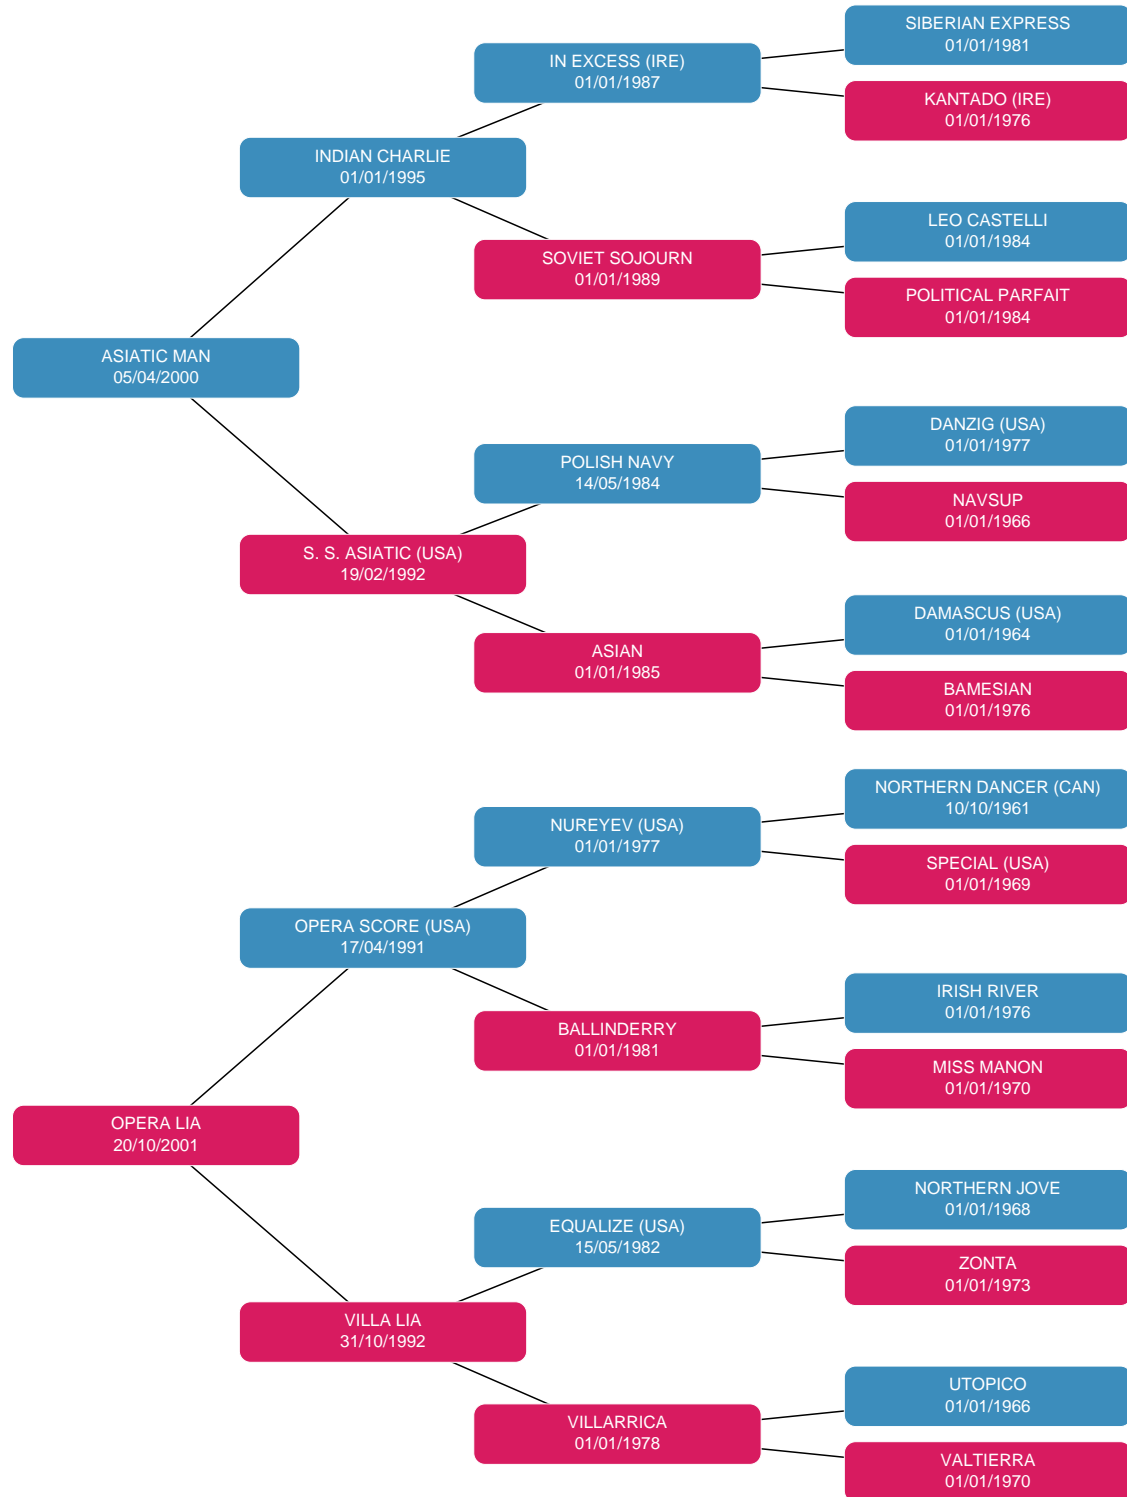 SIBERIAN EXPRESS
01/01/1981
IN EXCESS (IRE)
01/01/1987
KANTADO (IRE)
01/01/1976
INDIAN CHARLIE
01/01/1995
LEO CASTELLI
01/01/1984
SOVIET SOJOURN
01/01/1989
POLITICAL PARFAIT
01/01/1984
ASIATIC MAN
05/04/2000
DANZIG (USA)
01/01/1977
POLISH NAVY
14/05/1984
NAVSUP
01/01/1966
S. S. ASIATIC (USA)
19/02/1992
DAMASCUS (USA)
01/01/1964
ASIAN
01/01/1985
BAMESIAN
01/01/1976
NORTHERN DANCER (CAN)
10/10/1961
NUREYEV (USA)
01/01/1977
SPECIAL (USA)
01/01/1969
OPERA SCORE (USA)
17/04/1991
IRISH RIVER
01/01/1976
BALLINDERRY
01/01/1981
MISS MANON
01/01/1970
OPERA LIA
20/10/2001
NORTHERN JOVE
01/01/1968
EQUALIZE (USA)
15/05/1982
ZONTA
01/01/1973
VILLA LIA
31/10/1992
UTOPICO
01/01/1966
VILLARRICA
01/01/1978
VALTIERRA
01/01/1970